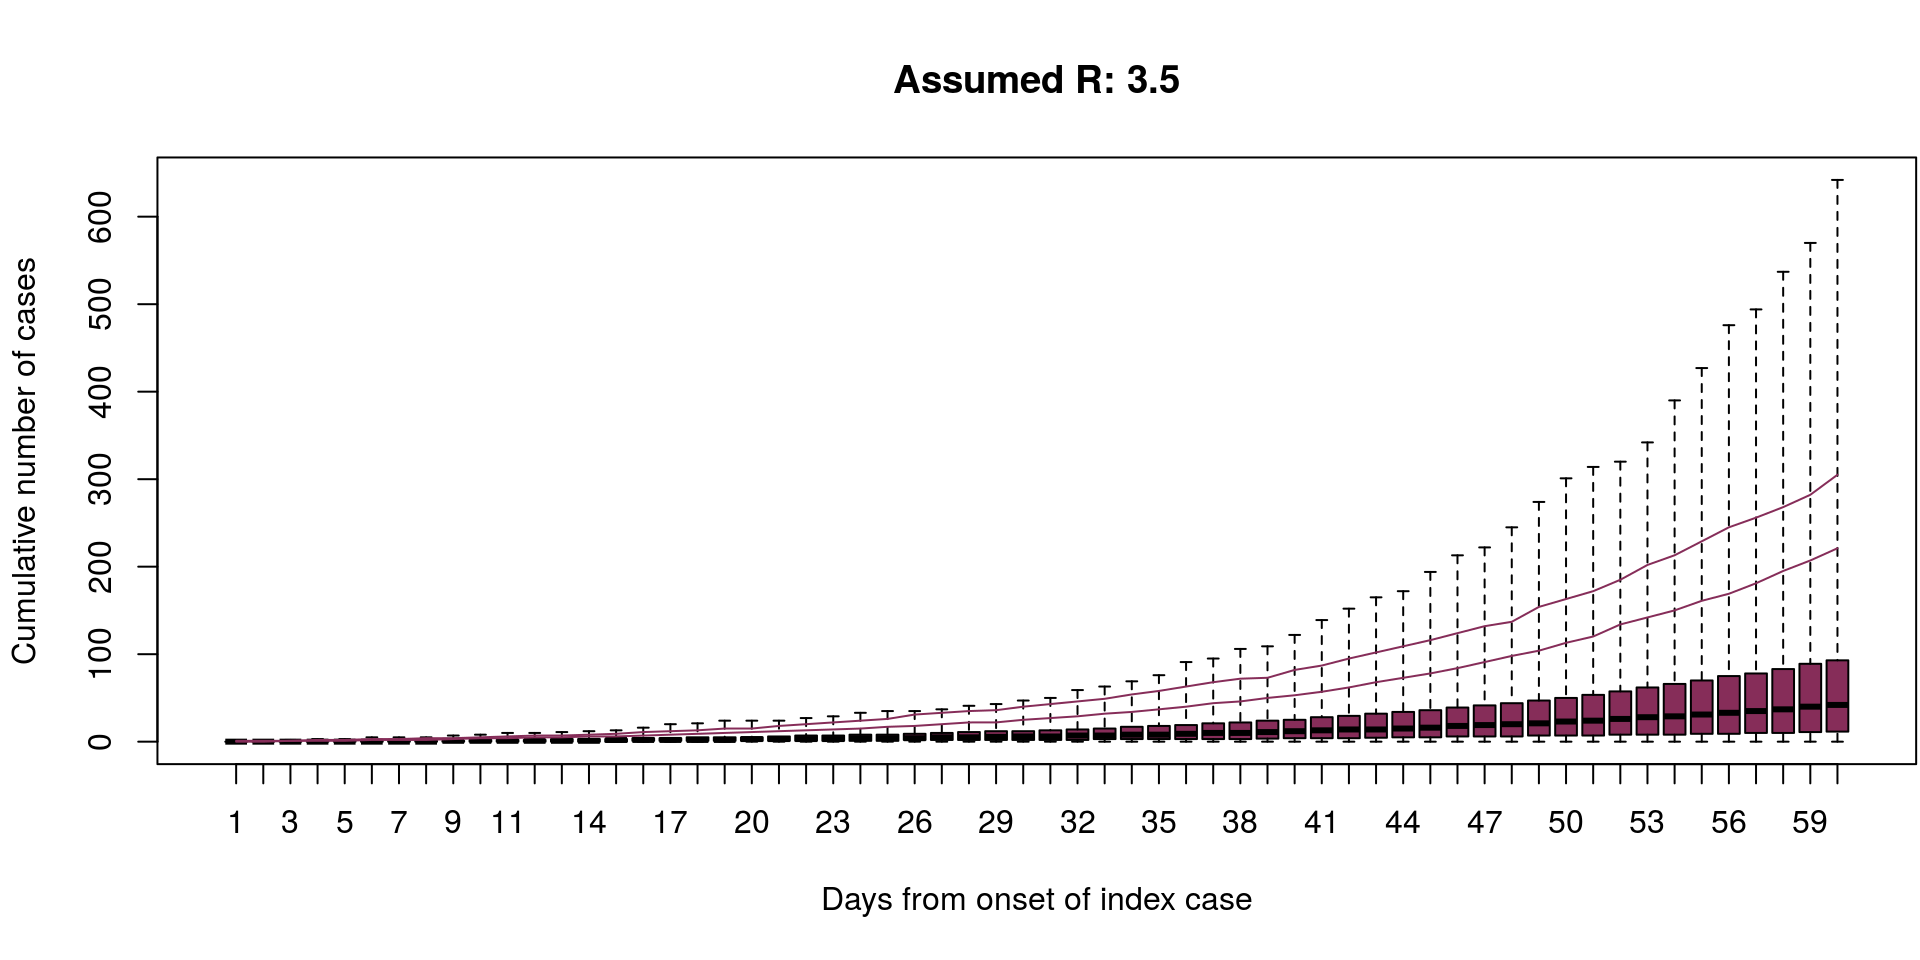 Assumed R: 3.5
Cumulative number of cases
600
500
400
300
200
100
0
1 3 5 7 9 11 14 17 20 23 26 29 32 35 38 41 44 47 50 53 56 59
Days from onset of index case